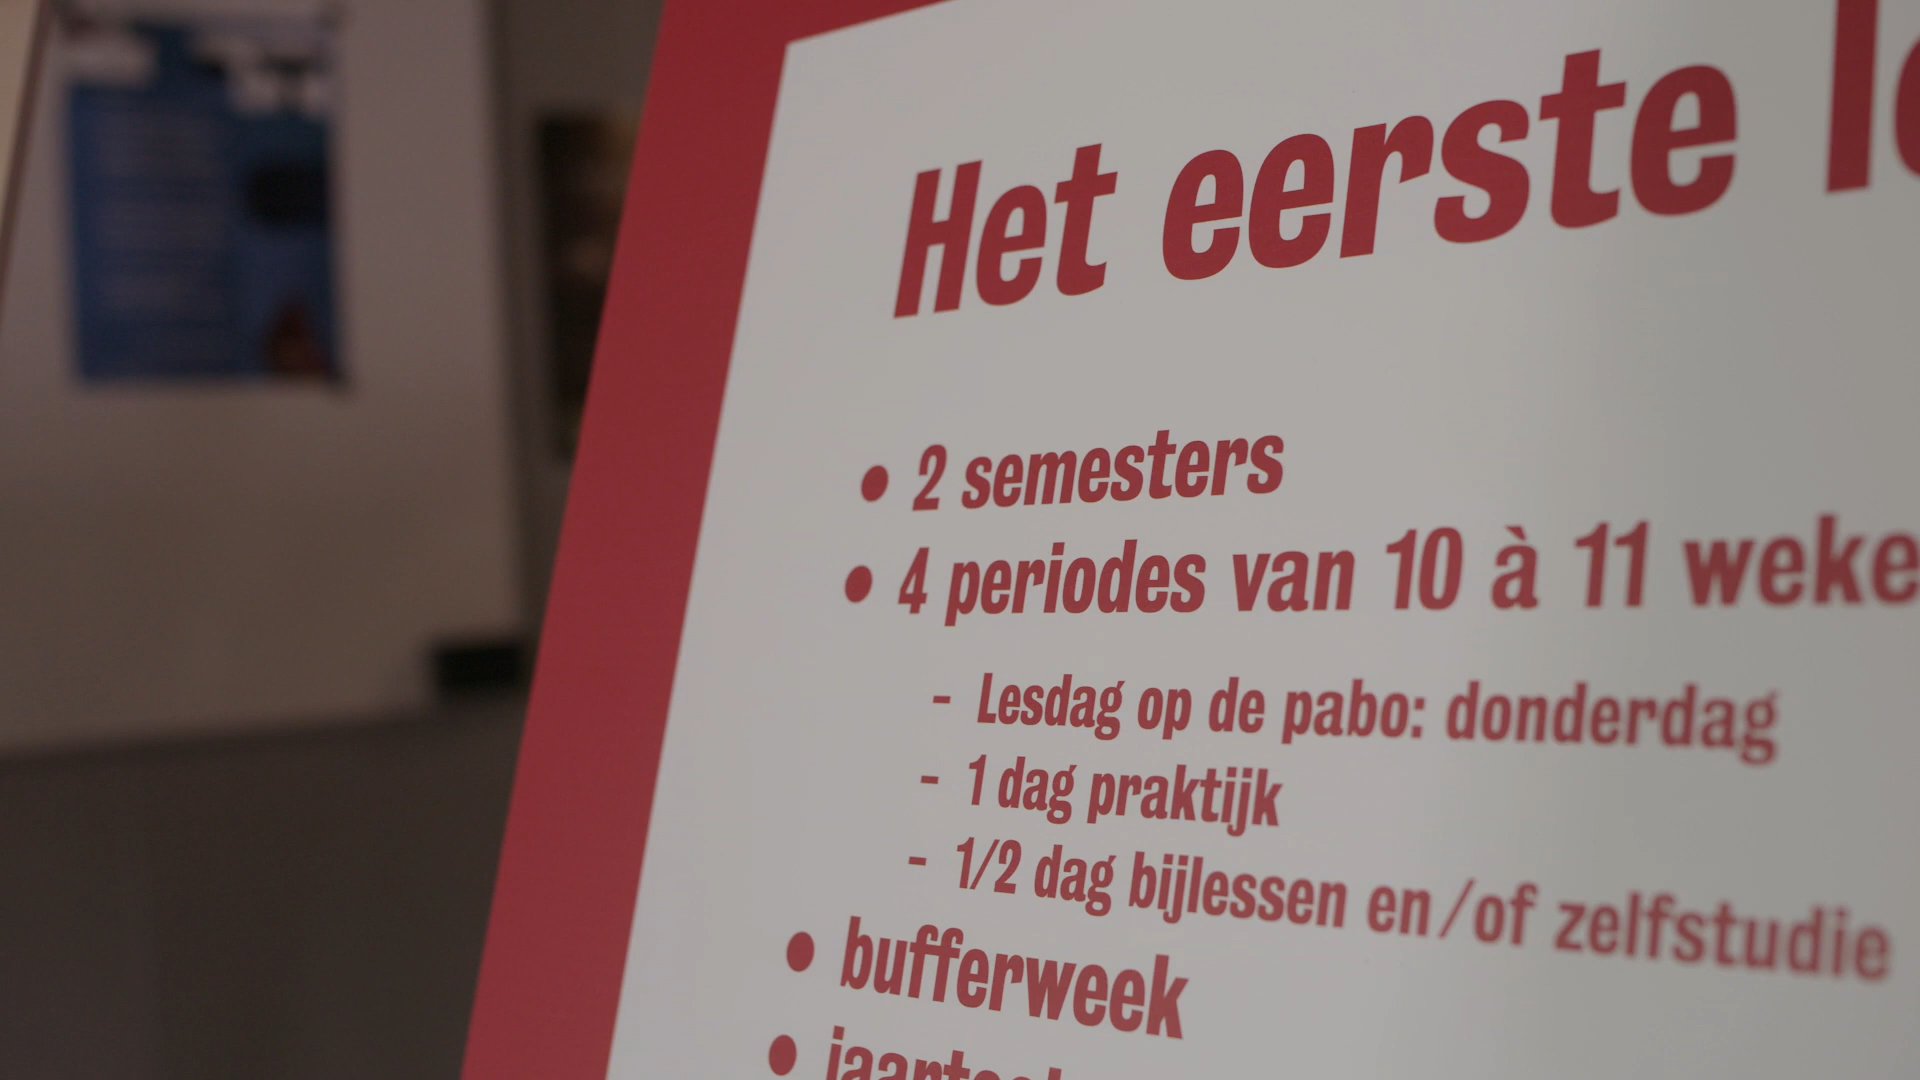 Het eerste
• 2 semesters
• 4 periodes van 10 à 11 weke
- Lesdag op de pabo: donderdag
- 1 dag praktijk
- 1/2 dag bijlessen en/of zelfstudie
• bufferweek